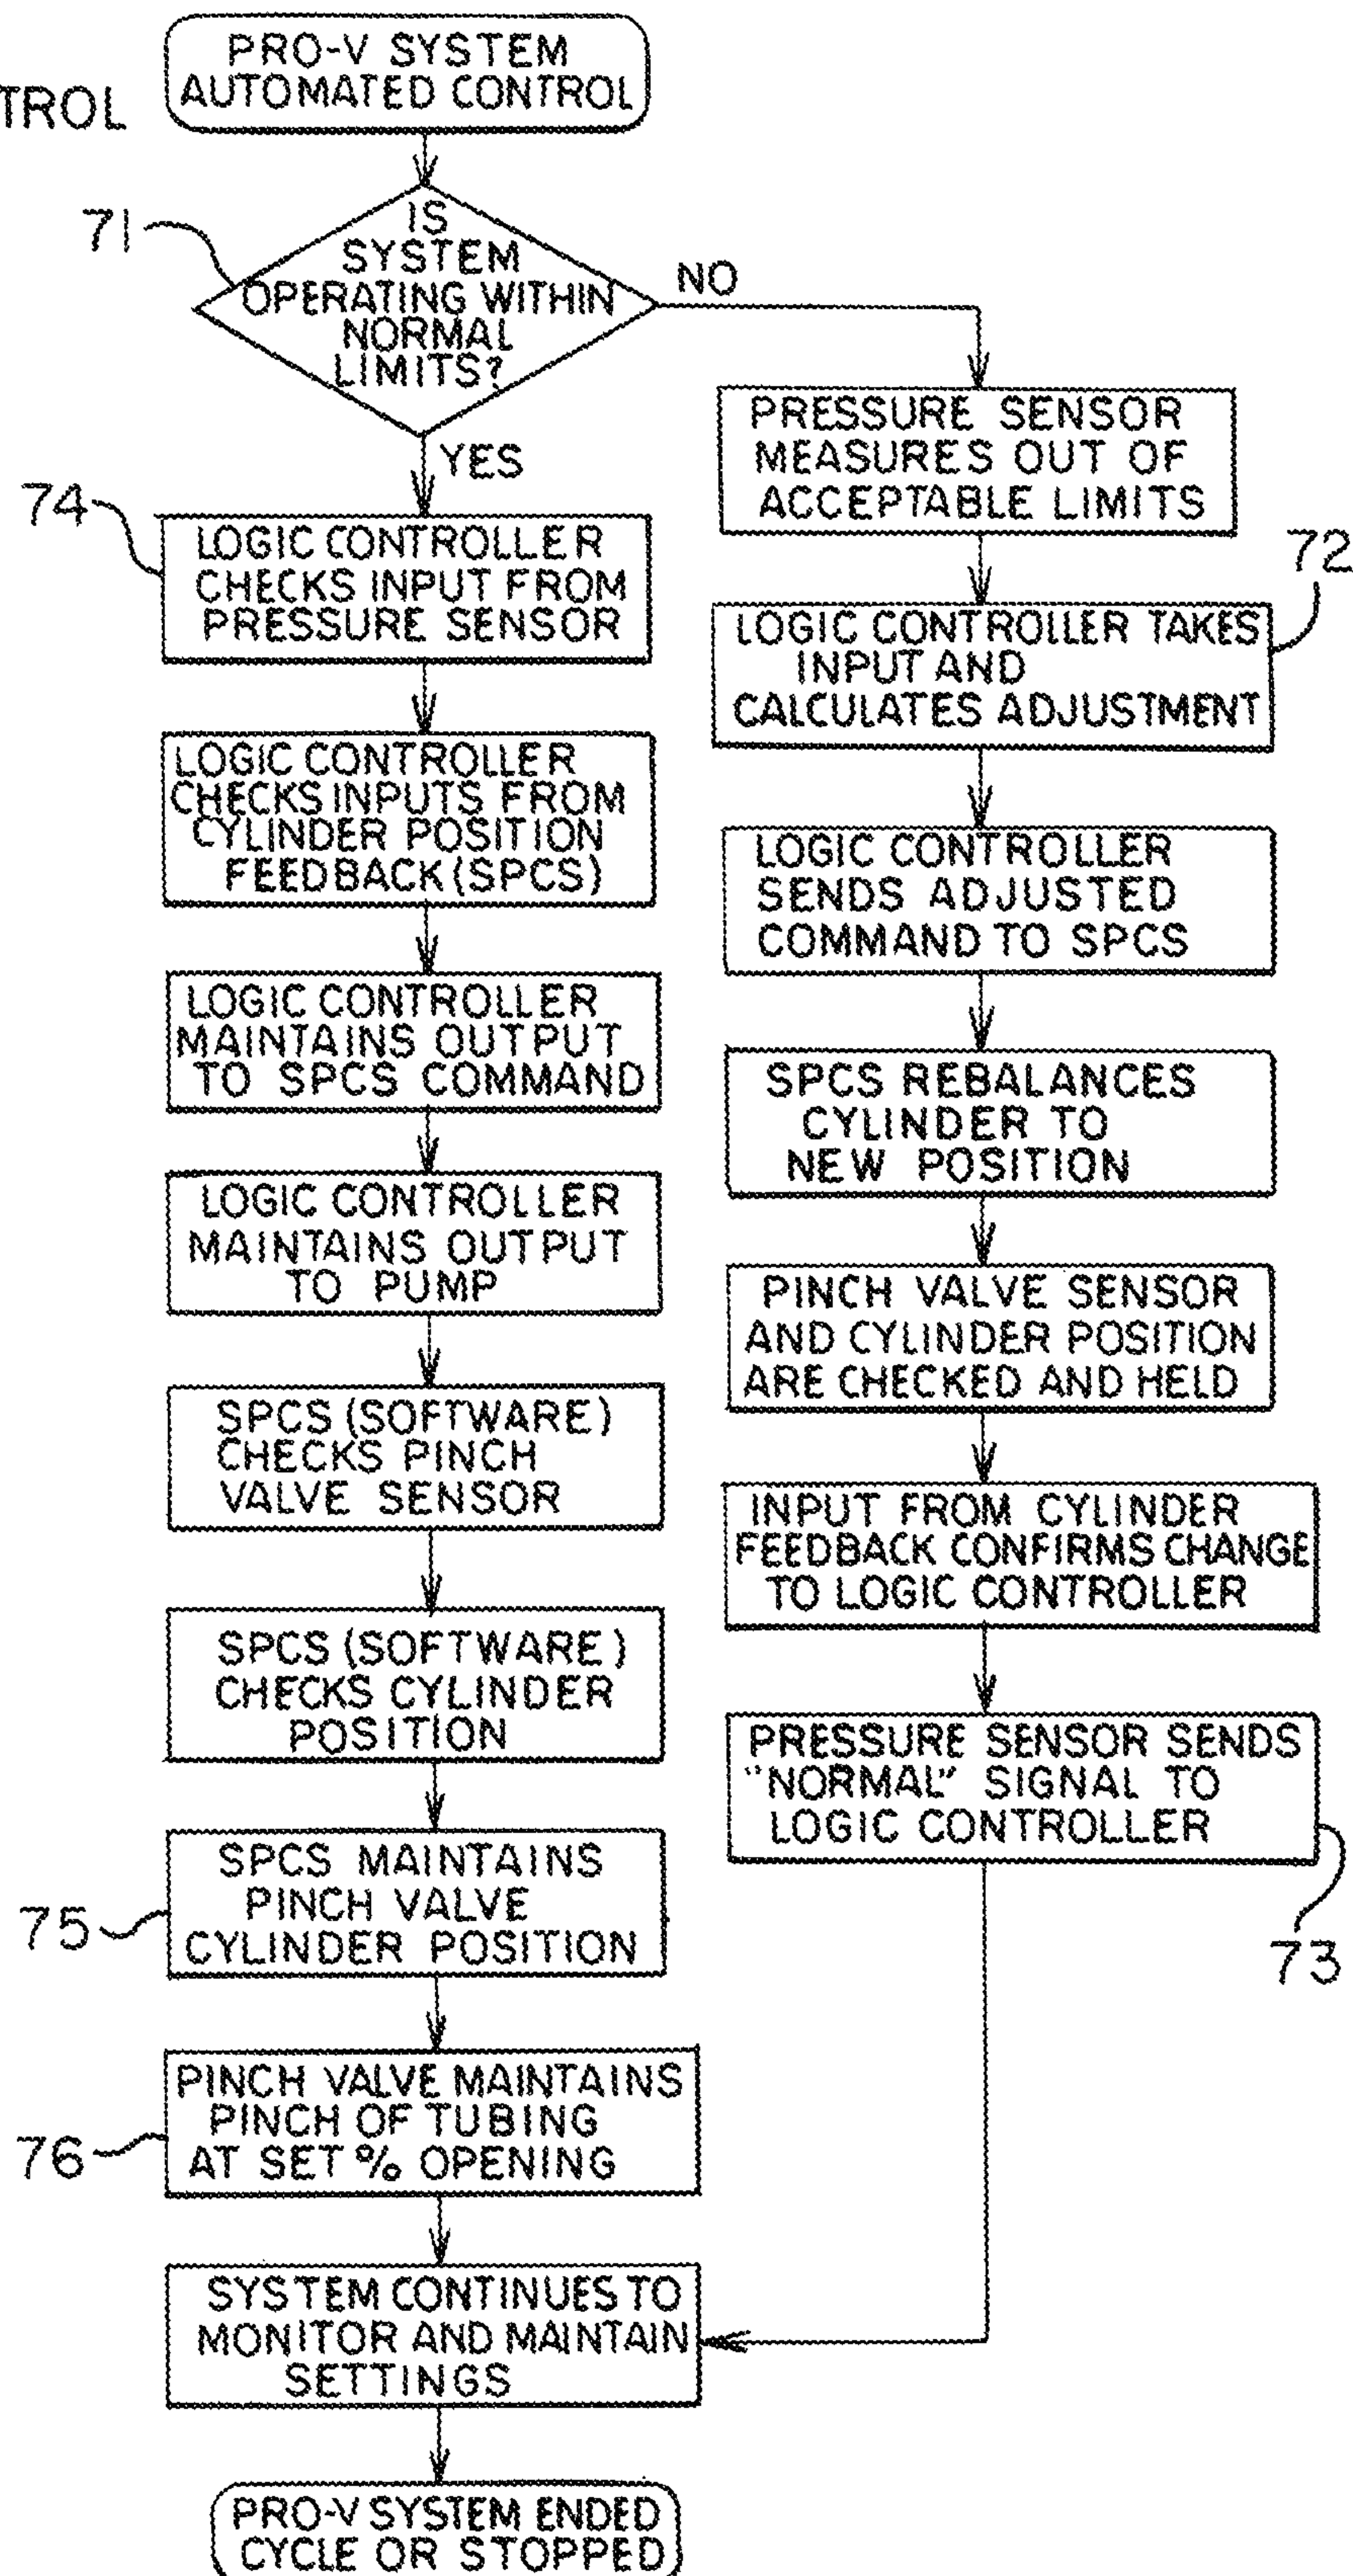 TROL
PRO-V SYSTEM
AUTOMATED CONTROL
71
IS
SYSTEM
OPERATING WITHIN
NORMAL
LIMITS?
NO
YES
74
LOGIC CONTROLLER
CHECKS INPUT FROM
PRESSURE SENSOR
LOGIC CONTROLLER
CHECKS INPUTS FROM
CYLINDER POSITION
FEEDBACK (SPCS)
LOGIC CONTROLLER
MAINTAINS OUTPUT
TO SPCS COMMAND
LOGIC CONTROLLER
MAINTAINS OUTPUT
TO PUMP
SPCS (SOFTWARE)
CHECKS PINCH
VALVE SENSOR
SPCS (SOFTWARE)
CHECKS CYLINDER
POSITION
75
SPCS MAINTAINS
PINCH VALVE
CYLINDER POSITION
76
PINCH VALVE MAINTAINS
PINCH OF TUBING
AT SET % OPENING
SYSTEM CONTINUES TO
MONITOR AND MAINTAIN
SETTINGS
PRO-V SYSTEM ENDED
CYCLE OR STOPPED
PRESSURE SENSOR
MEASURES OUT OF
ACCEPTABLE LIMITS
72
LOGIC CONTROLLER TAKES
INPUT AND
CALCULATES ADJUSTMENT
LOGIC CONTROLLER
SENDS ADJUSTED
COMMAND TO SPCS
SPCS REBALANCES
CYLINDER TO
NEW POSITION
PINCH VALVE SENSOR
AND CYLINDER POSITION
ARE CHECKED AND HELD
INPUT FROM CYLINDER
FEEDBACK CONFIRMS CHANGE
TO LOGIC CONTROLLER
PRESSURE SENSOR SENDS
"NORMAL" SIGNAL TO
LOGIC CONTROLLER
73